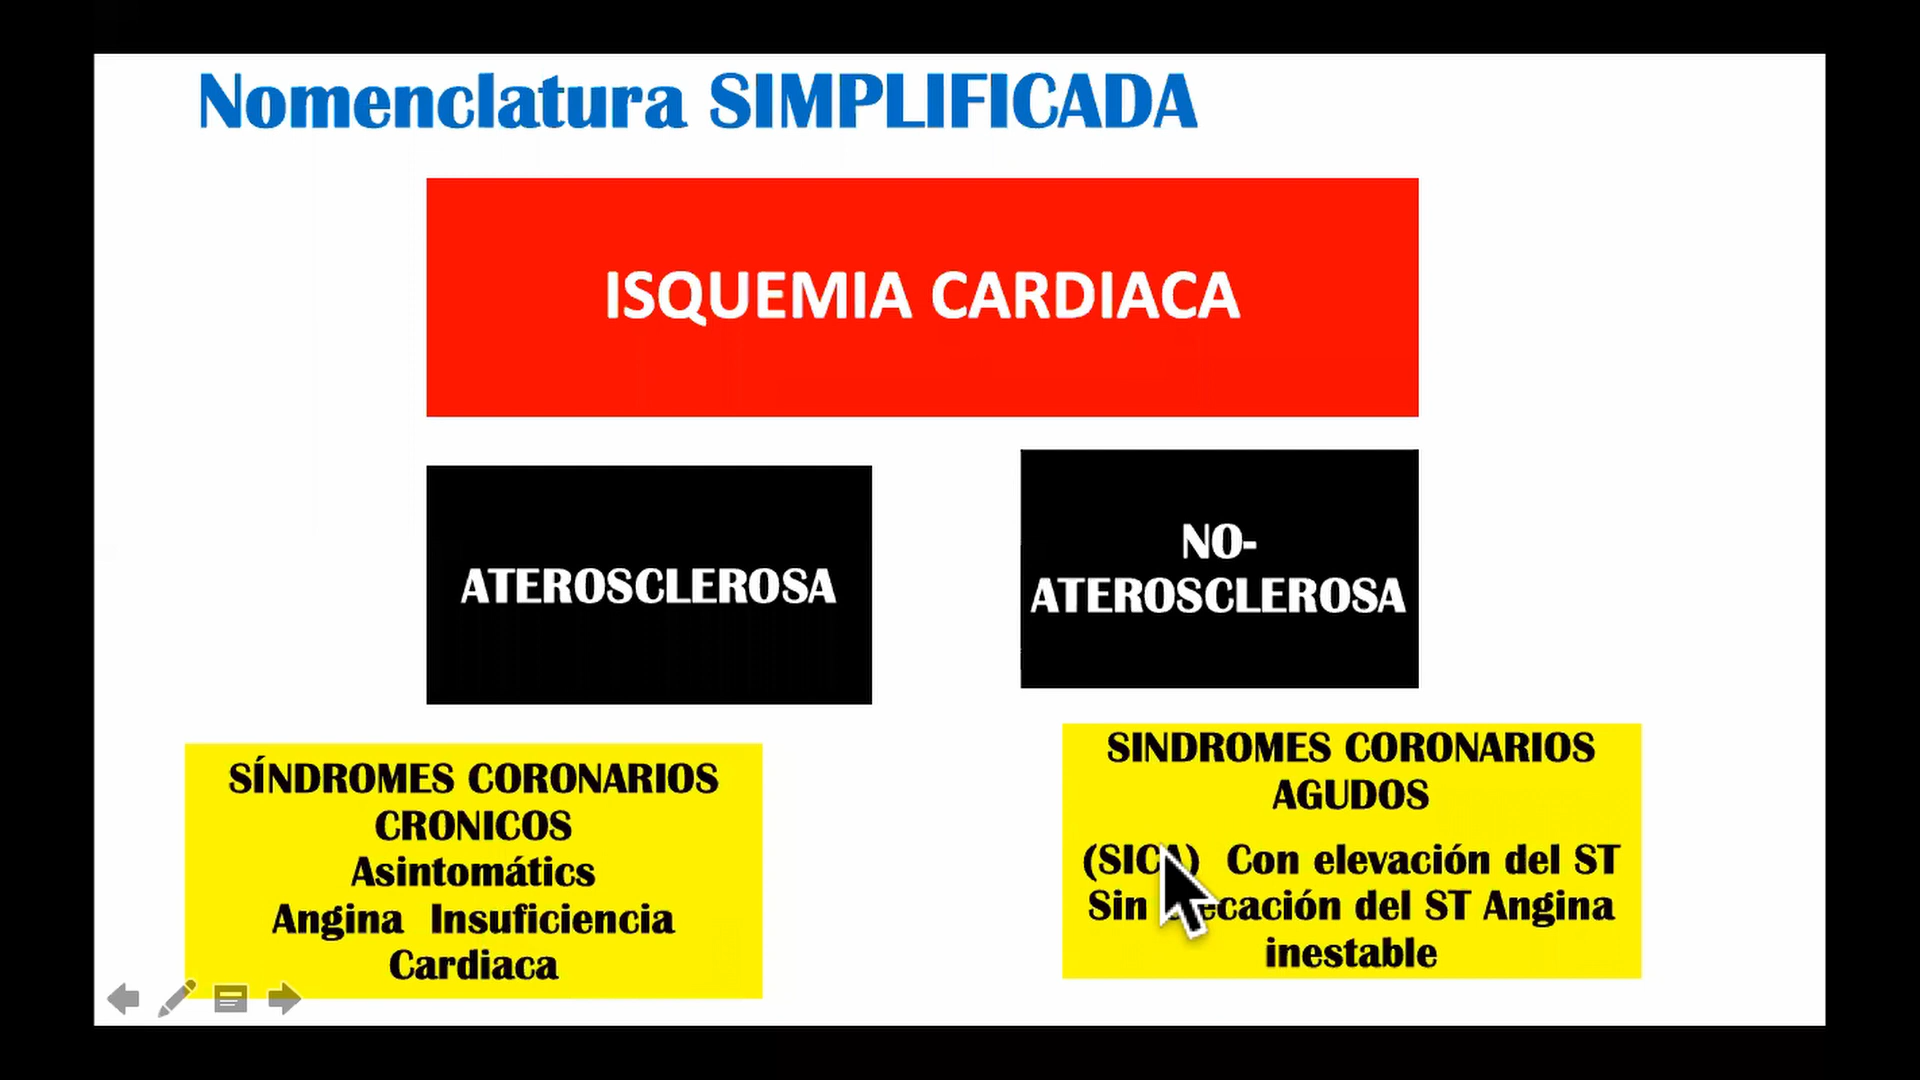 Nomenclatura SIMPLIFICADA
ISQUEMIA CARDIACA
ATEROSCLEROSA
NO-
ATEROSCLEROSA
SÍNDROMES CORONARIOS
CRONICOS
Asintomátics
Angina Insuficiencia
Cardiaca
SINDROMES CORONARIOS
AGUDOS
(SICA) Con elevación del ST
Sin del ST Angina
inestable